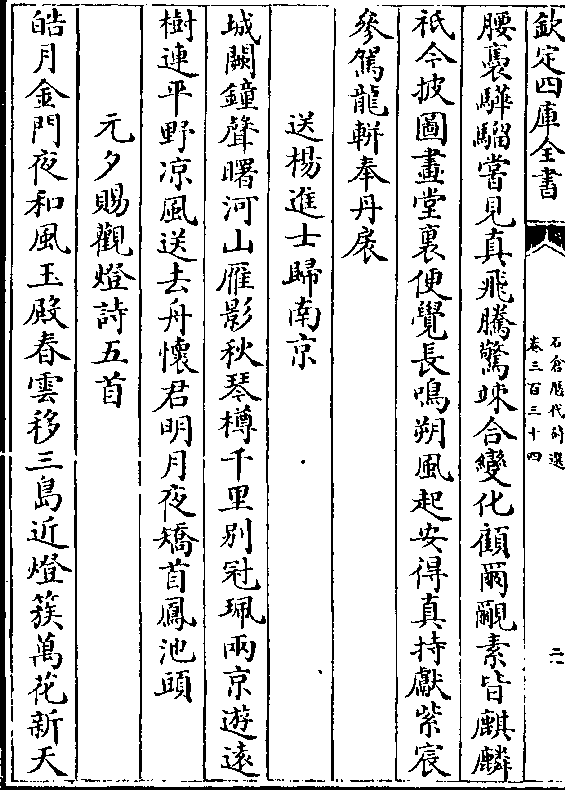 欽定四庫全書
石倉歷代詩選
卷三百三十四
二
腰褭驊騮嘗見真飛騰驚竦合變化顧爾覼素皆麒麟
祇今披圖畫堂裏便覺長鳴朔風起安得真持獻紫宸
參駕龍軿奉丹扆
送楊進士歸南京
城闕鐘聲曙河山雁影秋琴樽千里别冠珮兩京遊逺
樹連平野凉風送去舟懷君明月夜矯首鳳池頭
元夕賜觀燈詩五首
皓月金門夜和風玉殿春雲移三島近燈簇萬花新天